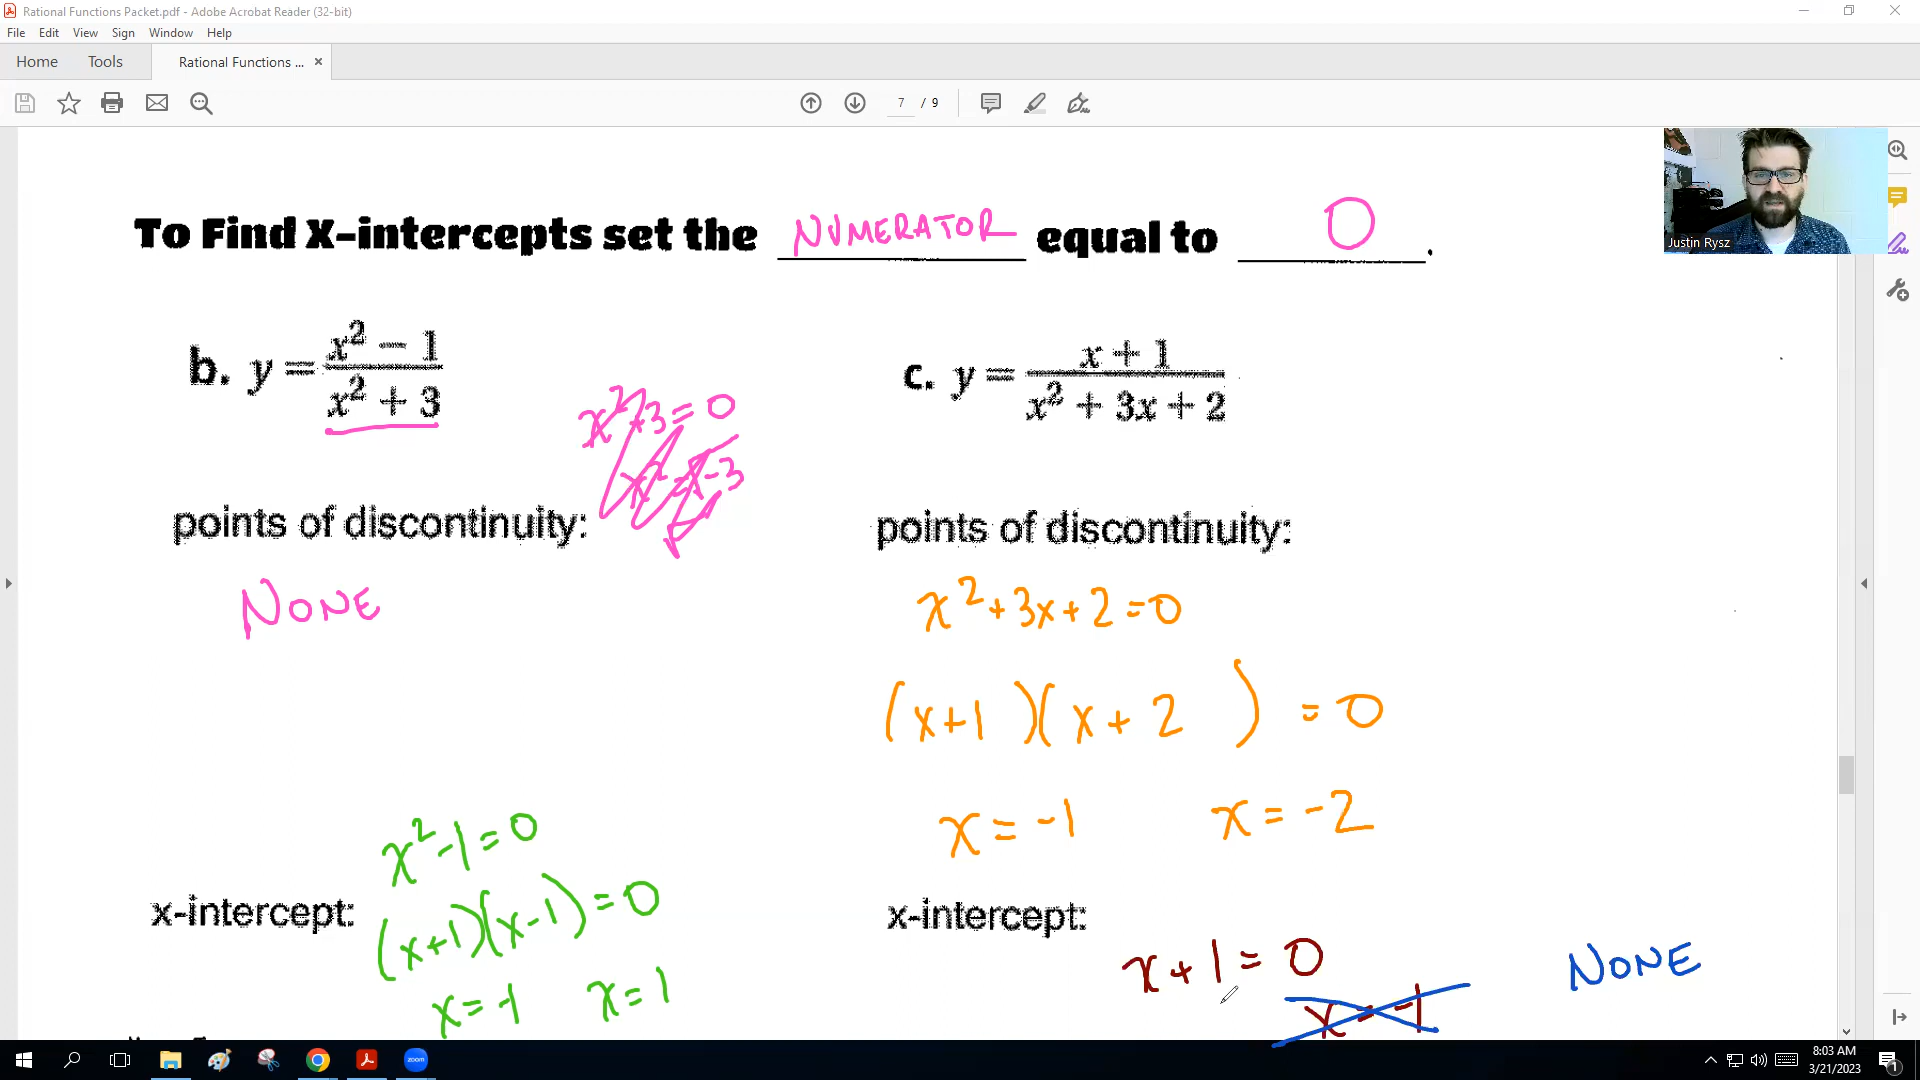 Rational Functions Packet.pdf - Adobe Acrobat Reader (32-bit)
File Edit View Sign Window Help
Home Tools Rational Functions ... ×
7 / 9
Justin Rysz
To Find X-intercepts set the NUMERATOR equal to 0.
b. y = (x² - 1)/(x² + 3)
x²+3=0
x²=-3
points of discontinuity:
NONE
x²-1=0
x-intercept: (x+1)(x-1)=0
x=-1 x=1
c. y = (x + 1)/(x² + 3x + 2)
points of discontinuity:
x²+3x+2=0
(x+1)(x+2) = 0
x=-1 x=-2
x-intercept:
x+1=0 NONE
x=-1
zoom
8:03 AM
3/21/2023
1